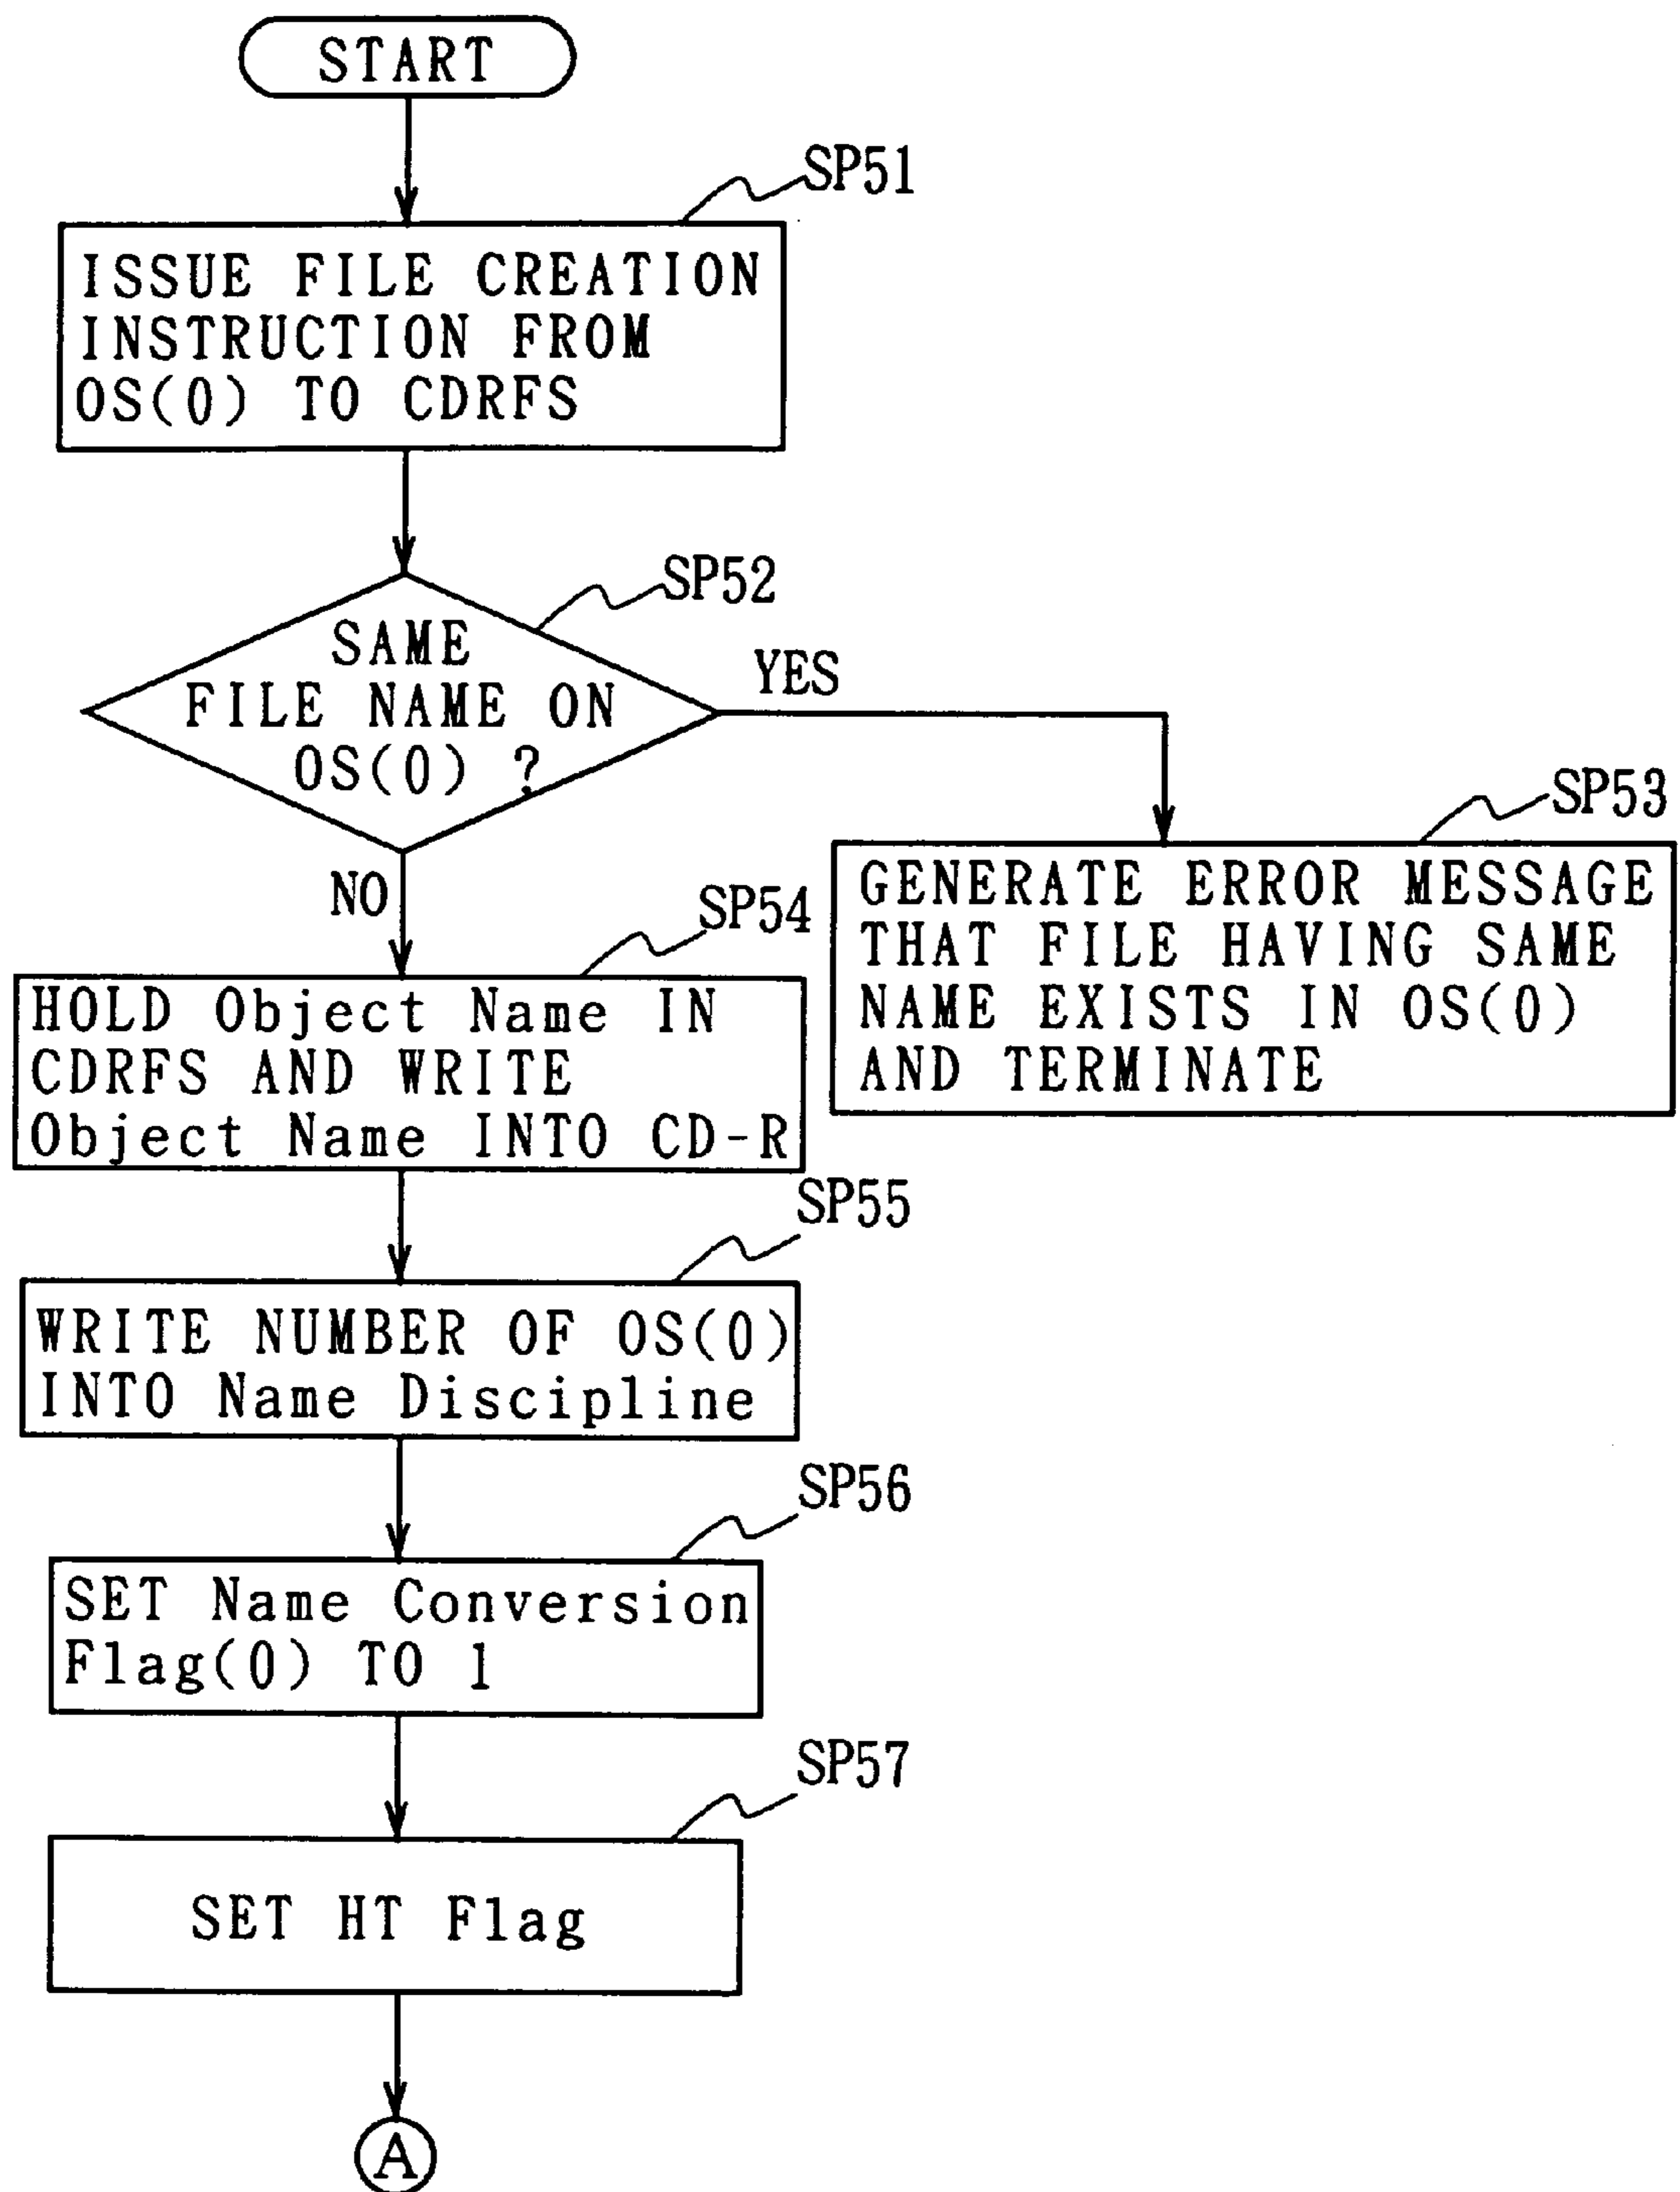 START
SP51
ISSUE FILE CREATION
INSTRUCTION FROM
OS(0) TO CDRFS
SP52
SAME
FILE NAME ON
OS(0) ?
YES
NO
SP53
GENERATE ERROR MESSAGE
THAT FILE HAVING SAME
NAME EXISTS IN OS(0)
AND TERMINATE
SP54
HOLD Object Name IN
CDRFS AND WRITE
Object Name INTO CD-R
SP55
WRITE NUMBER OF OS(0)
INTO Name Discipline
SP56
SET Name Conversion
Flag(0) TO 1
SP57
SET HT Flag
A